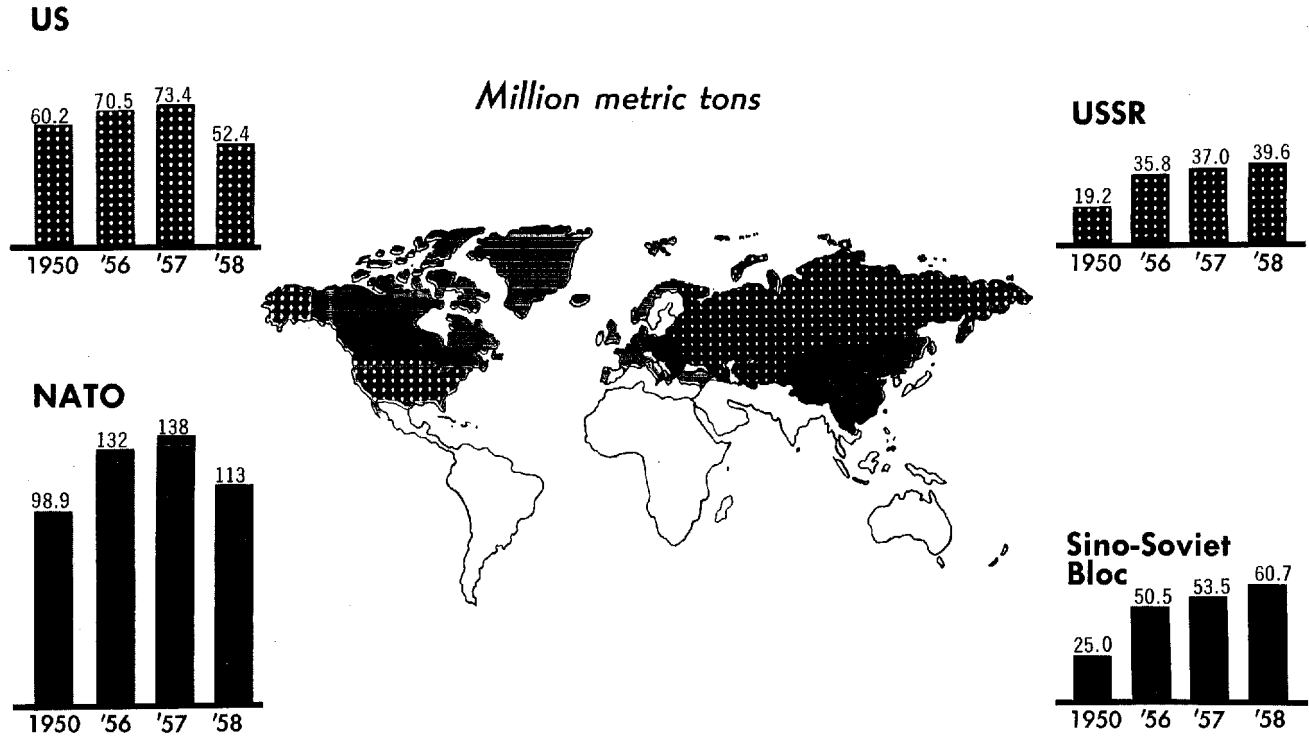 US
60.2
70.5
73.4
52.4
1950 '56 '57 '58
Million metric tons
USSR
19.2
35.8
37.0
39.6
1950 '56 '57 '58
NATO
98.9
132
138
113
1950 '56 '57 '58
Sino-Soviet
Bloc
25.0
50.5
53.5
60.7
1950 '56 '57 '58